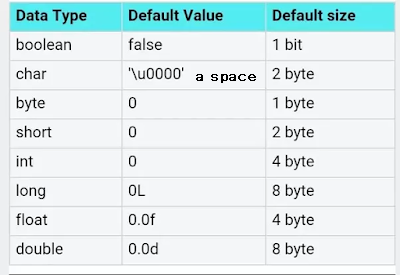 Data Type Default Value Default size
boolean false 1 bit
char '\u0000' a space 2 byte
byte 0 1 byte
short 0 2 byte
int 0 4 byte
long 0L 8 byte
float 0.0f 4 byte
double 0.0d 8 byte